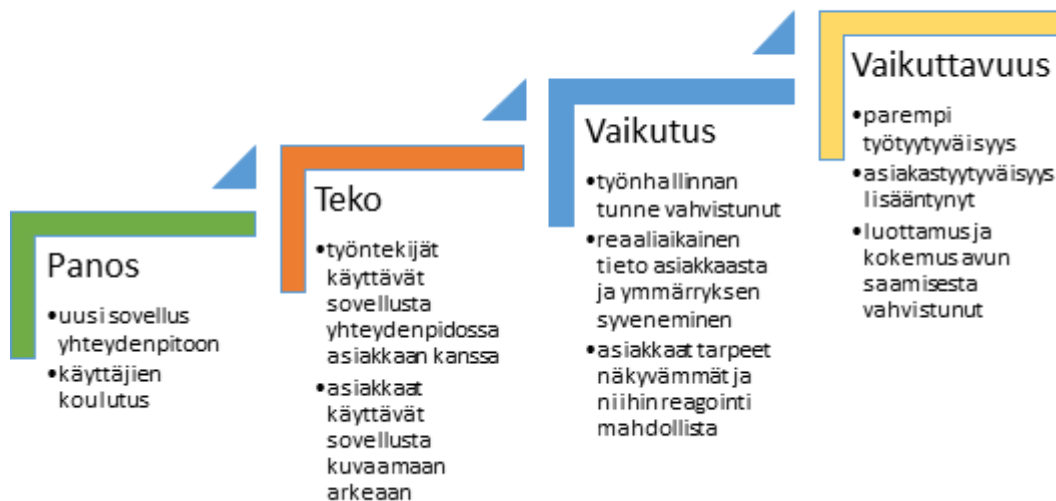 Panos
•uusi sovellus
yhteydenpitoon
•käyttäjien
koulutus
Teko
•työntekijät
käyttävät
sovellusta
yhteydenpidossa
asiakkaan kanssa
•asiakkaat
käyttävät
sovellusta
kuvaamaan
arkeaan
Vaikutus
•työnhallinnan
tunne vahvistunut
•reaaliaikainen
tieto asiakkaasta
ja ymmärryksen
syveneminen
•asiakkaat tarpeet
näkyvämmät ja
niihin reagointi
mahdollista
Vaikuttavuus
•parempi
työtyytyväisyys
•asiakastyytyväisyys
lisääntynyt
•luottamus ja
kokemus avun
saamisesta
vahvistunut